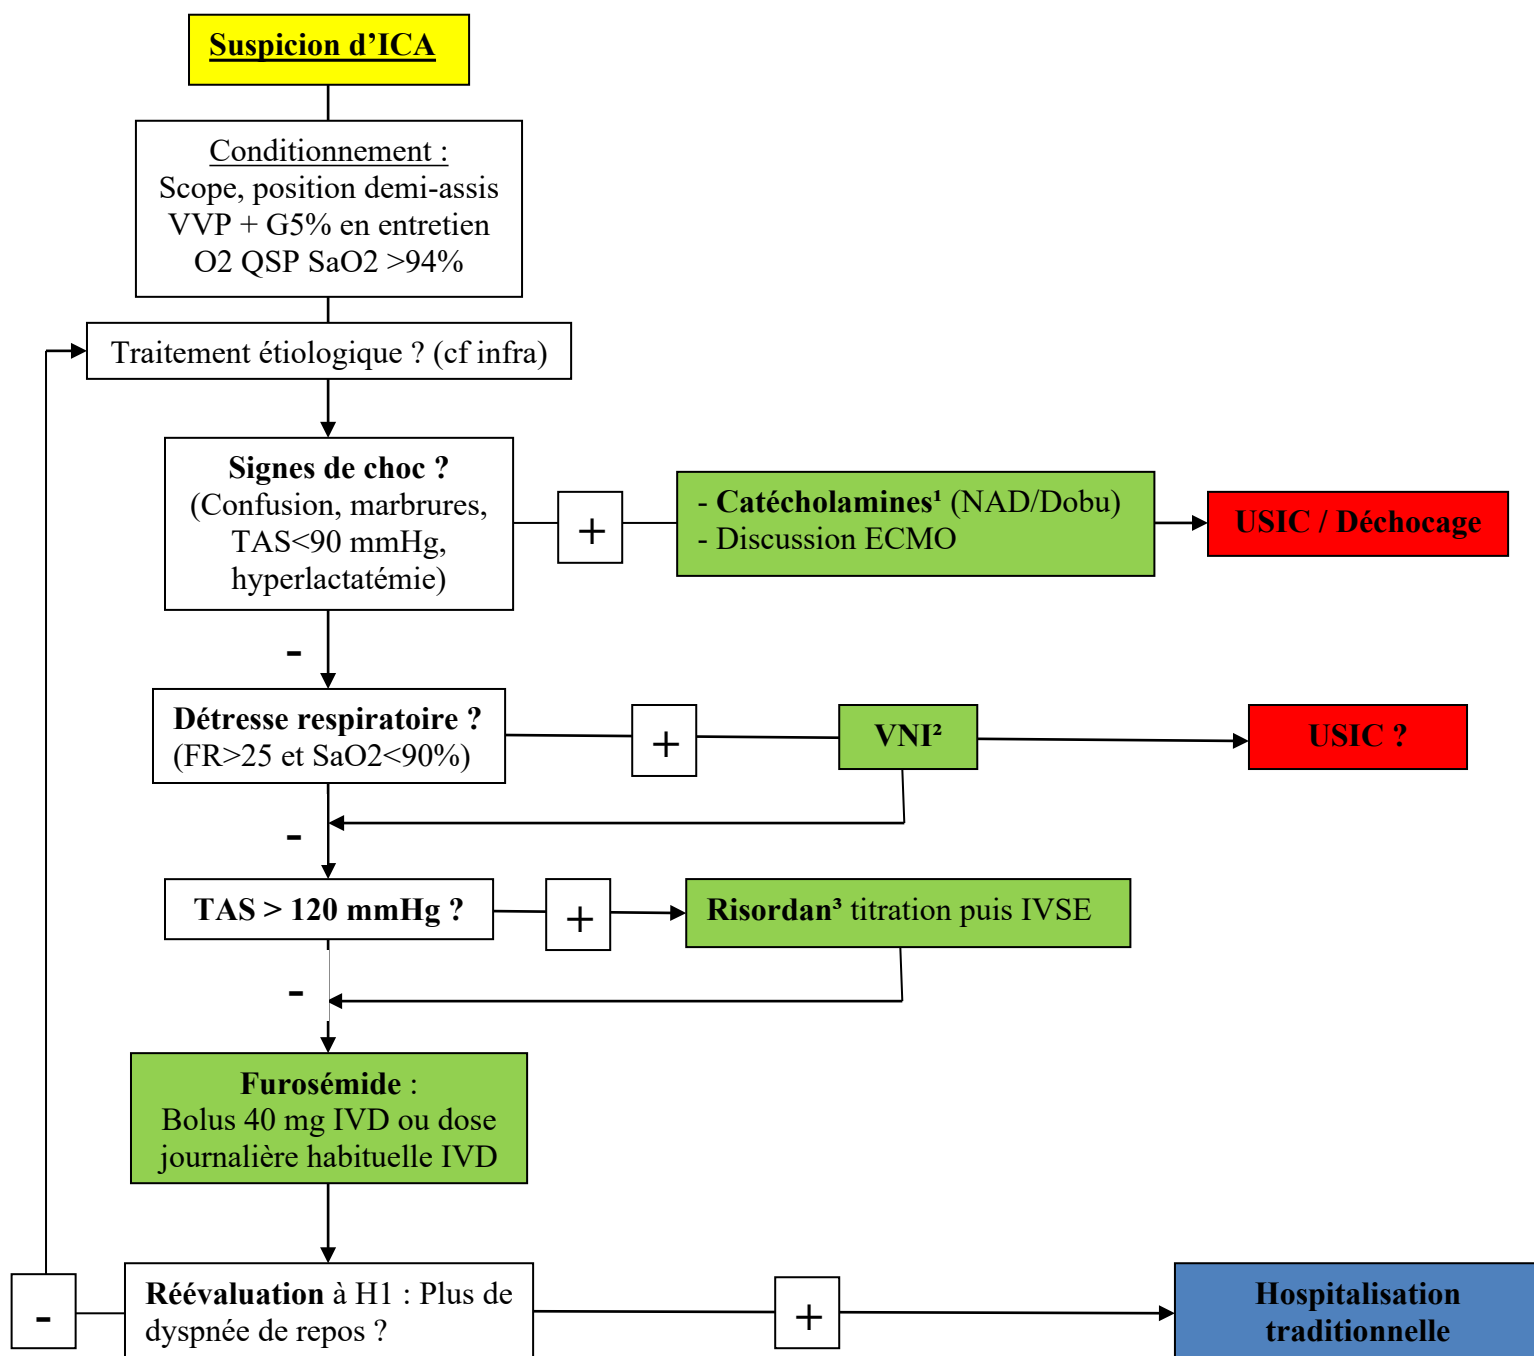 Suspicion d’ICA
Conditionnement :
Scope, position demi-assis
VVP + G5% en entretien
O2 QSP SaO2 >94%
Traitement étiologique ? (cf infra)
Signes de choc ?
(Confusion, marbrures,
TAS<90 mmHg,
hyperlactatémie)
+
- Catécholamines¹ (NAD/Dobu)
- Discussion ECMO
USIC / Déchocage
-
Détresse respiratoire ?
(FR>25 et SaO2<90%)
+
VNI²
USIC ?
-
TAS > 120 mmHg ?
+
Risordan³ titration puis IVSE
-
Furosémide :
Bolus 40 mg IVD ou dose
journalière habituelle IVD
-
Réévaluation à H1 : Plus de
dyspnée de repos ?
+
Hospitalisation
traditionnelle